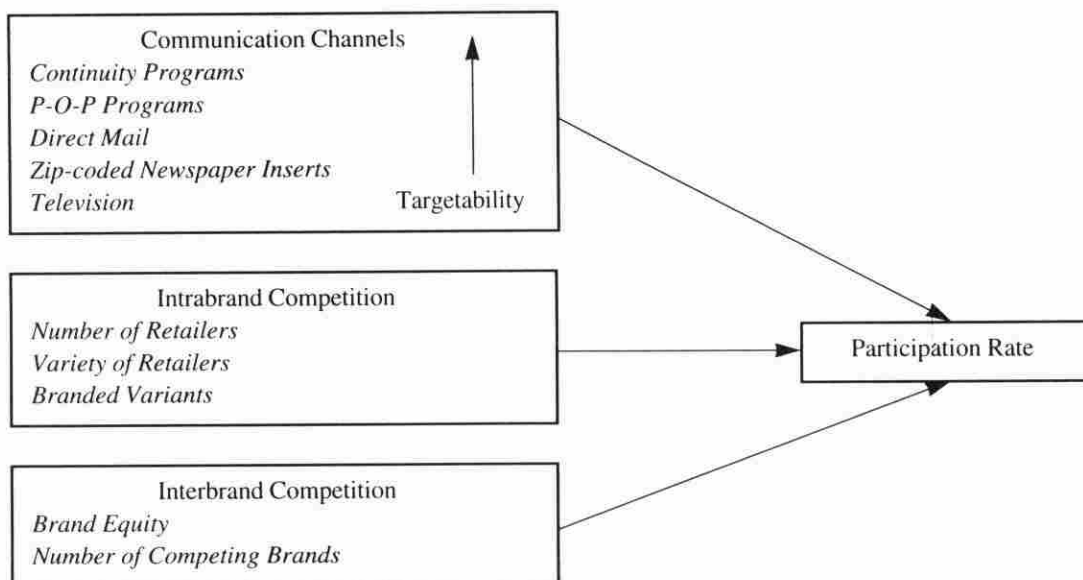 Communication Channels
Continuity Programs
P-O-P Programs
Direct Mail
Zip-coded Newspaper Inserts
Television
Targetability
Intrabrand Competition
Number of Retailers
Variety of Retailers
Branded Variants
Participation Rate
Interbrand Competition
Brand Equity
Number of Competing Brands